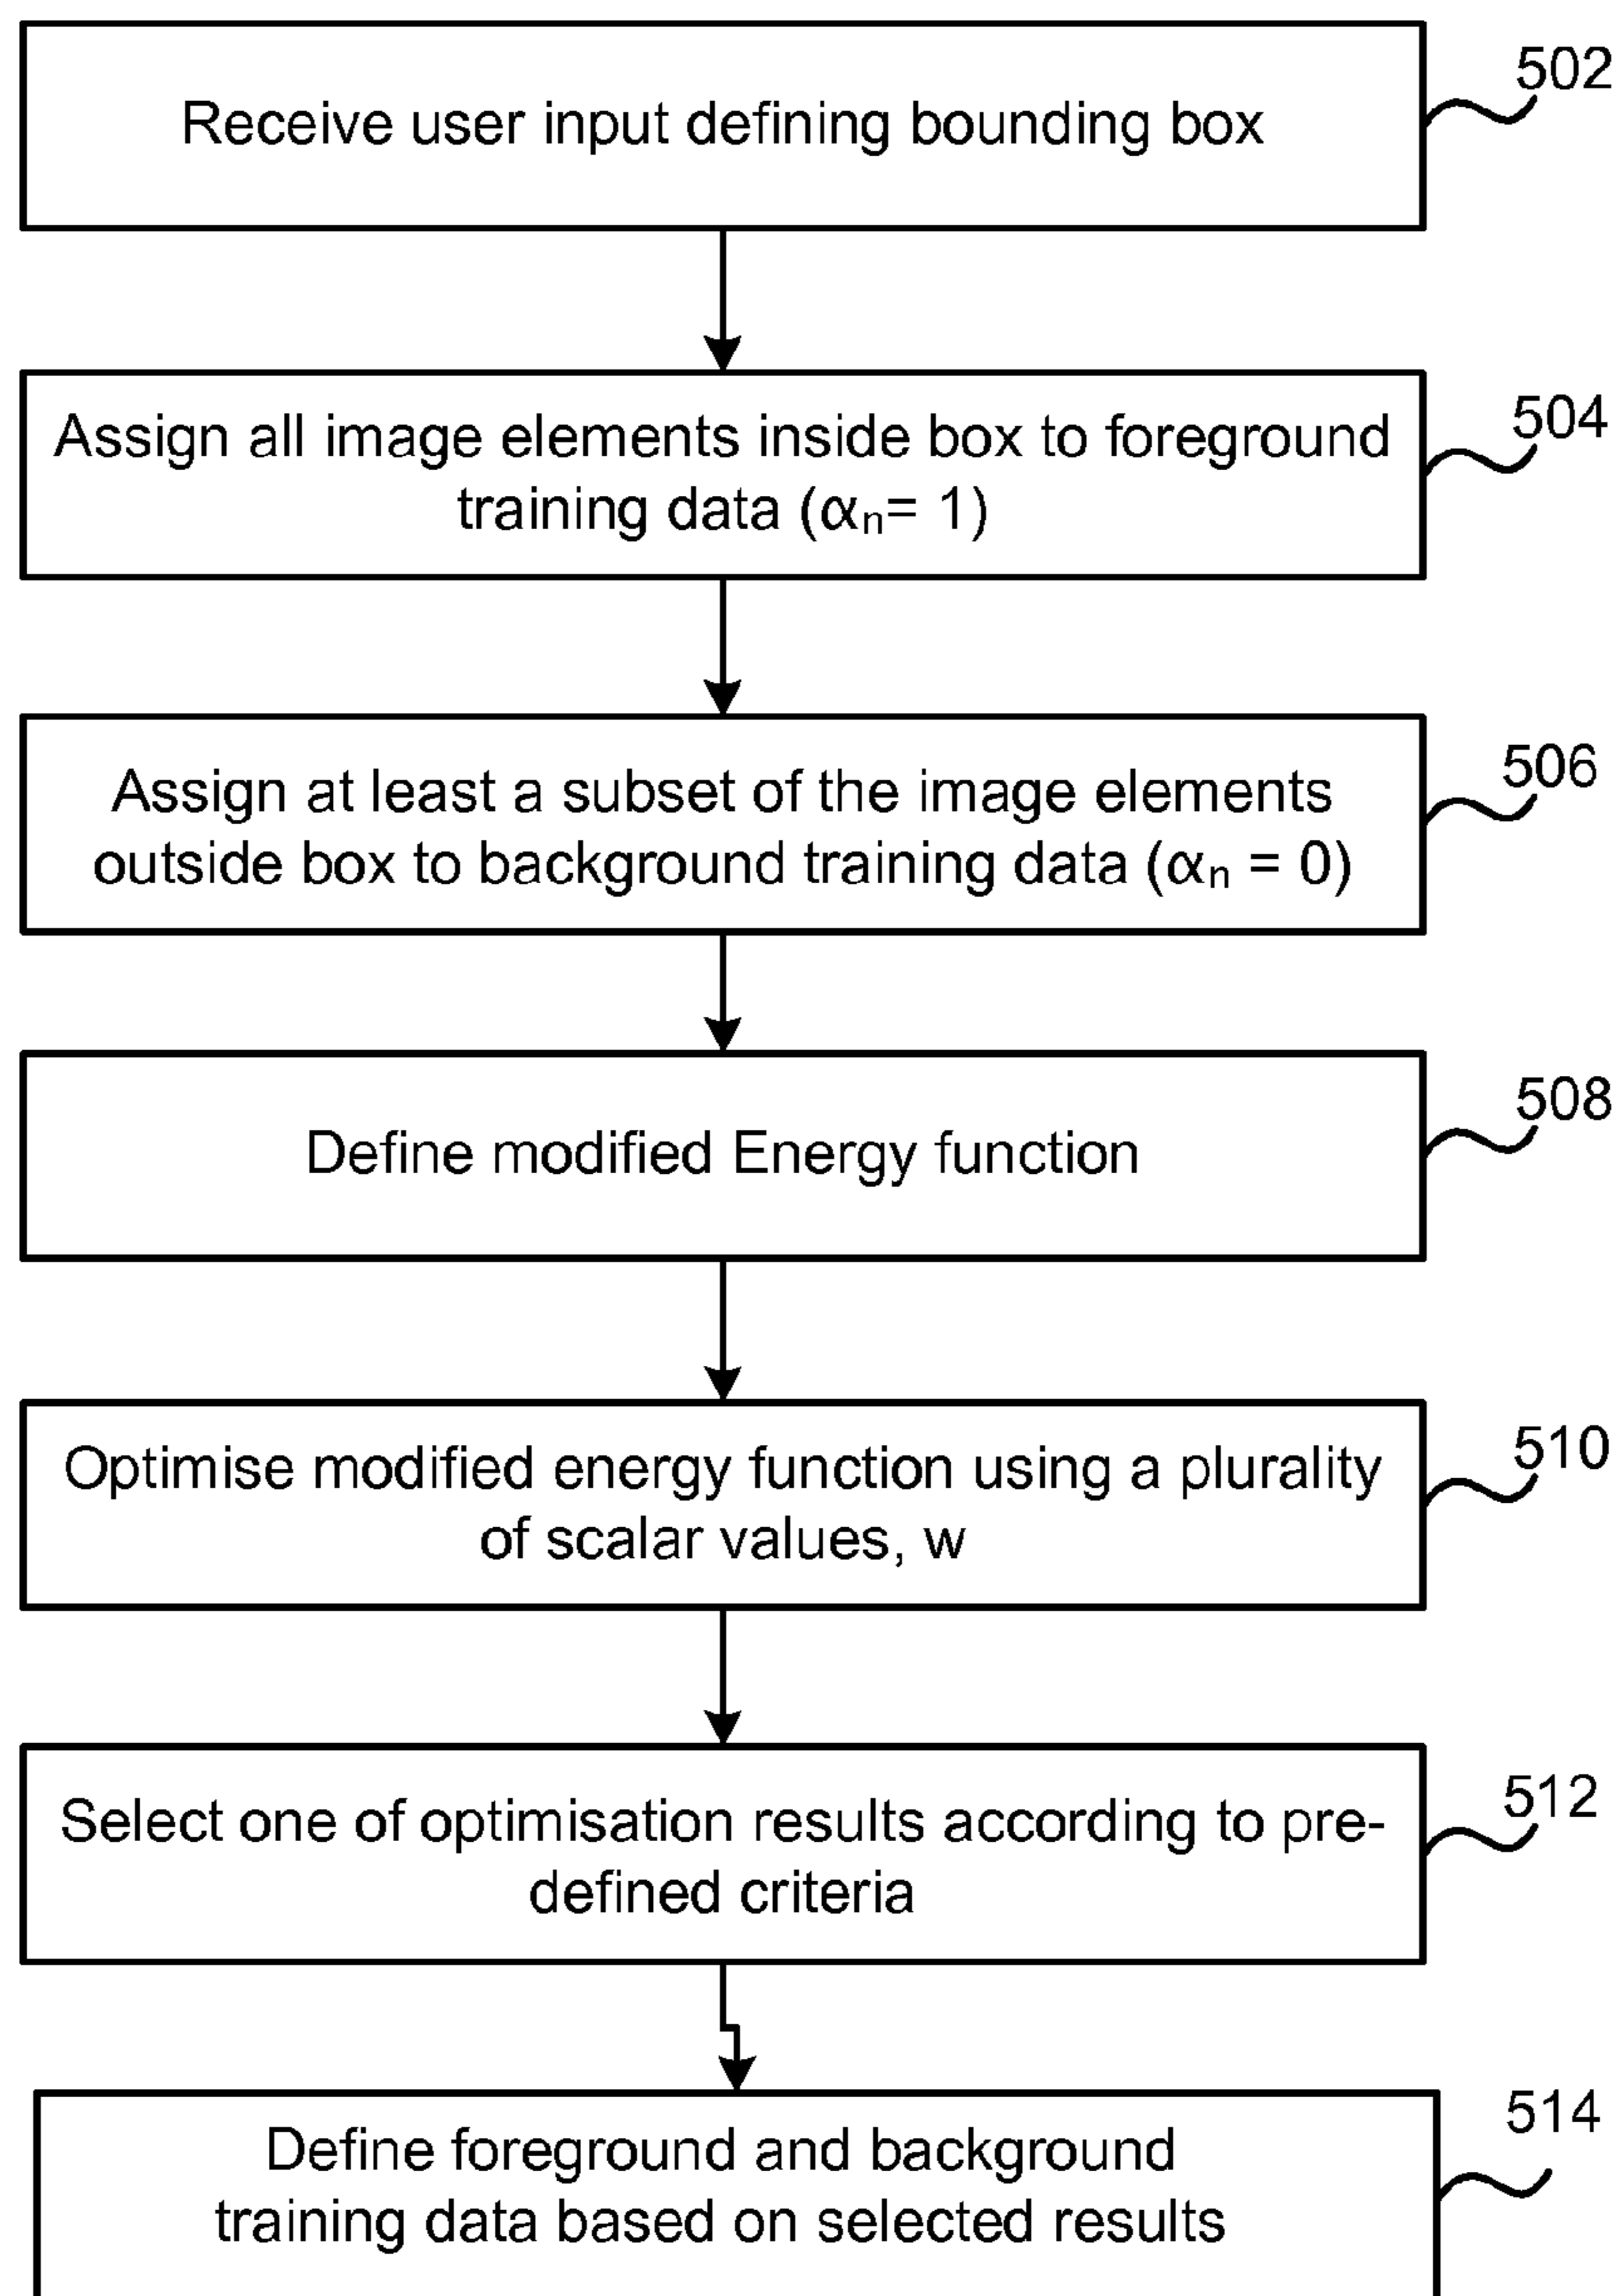 502
Receive user input defining bounding box
504
Assign all image elements inside box to foreground
training data (αₙ= 1)
506
Assign at least a subset of the image elements
outside box to background training data (αₙ = 0)
508
Define modified Energy function
510
Optimise modified energy function using a plurality
of scalar values, w
512
Select one of optimisation results according to pre-
defined criteria
514
Define foreground and background
training data based on selected results